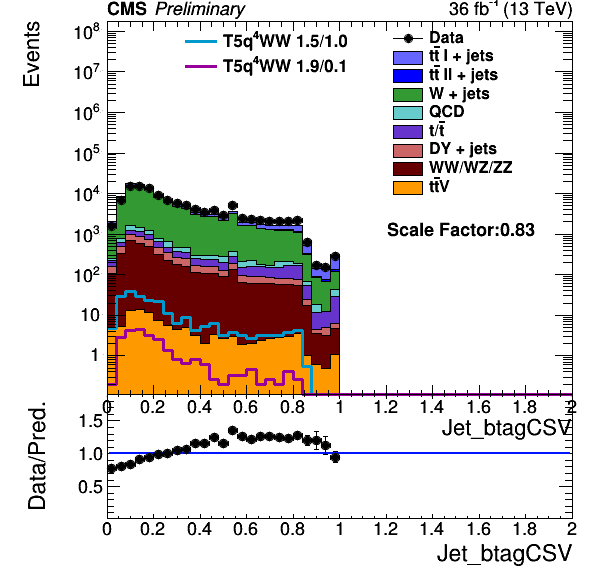 CMS Preliminary 36 fb⁻¹ (13 TeV)
Events
10⁸
10⁷
10⁶
10⁵
10⁴
10³
10²
10
1
T5q⁴WW 1.5/1.0
T5q⁴WW 1.9/0.1
Data
tt̄ l + jets
tt̄ ll + jets
W + jets
QCD
t/t̄
DY + jets
WW/WZ/ZZ
tt̄V
Scale Factor:0.83
0 0.2 0.4 0.6 0.8 1 1.2 1.4 1.6 1.8 2
Jet_btagCSV
Data/Pred.
1.5
1.0
0.5
0 0.2 0.4 0.6 0.8 1 1.2 1.4 1.6 1.8 2
Jet_btagCSV